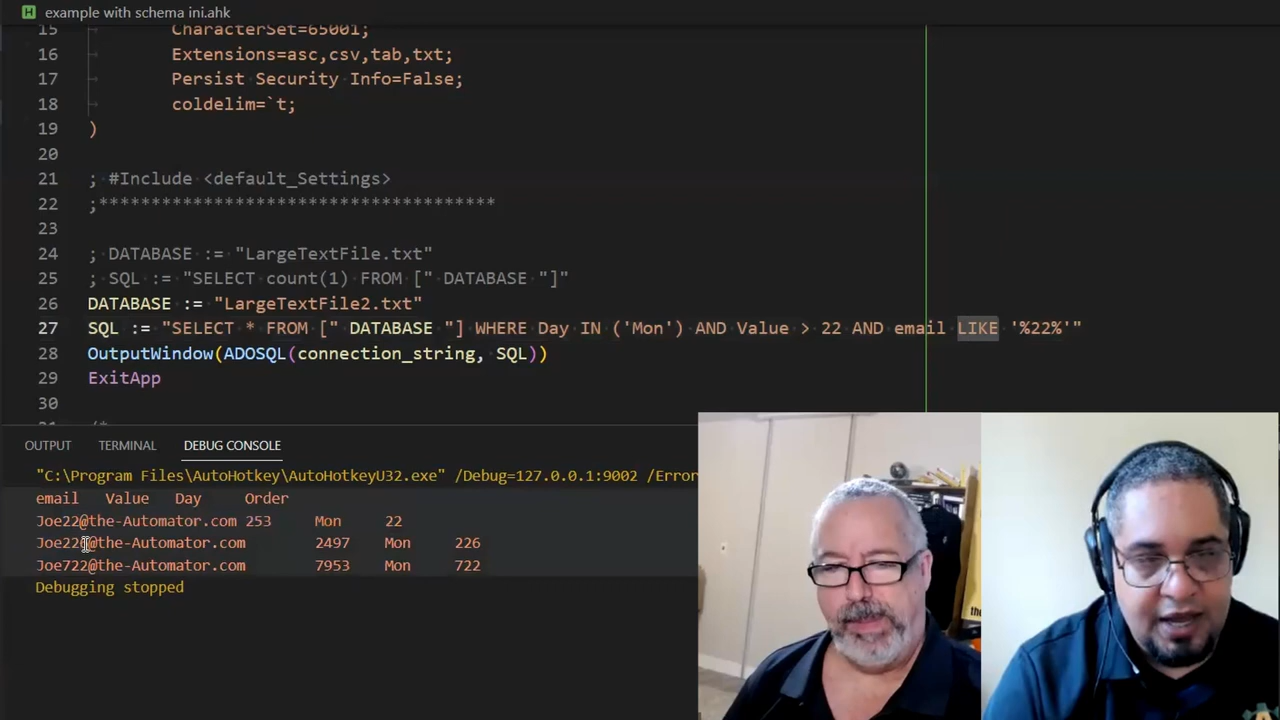 example with schema ini.ahk
15 CharacterSet=65001;
16 Extensions=asc,csv,tab,txt;
17 Persist Security Info=False;
18 coldelim=`t;
19 )
20
21 ; #Include <default_Settings>
22 ;************************************
23
24 ; DATABASE := "LargeTextFile.txt"
25 ; SQL := "SELECT count(1) FROM [" DATABASE "]"
26 DATABASE := "LargeTextFile2.txt"
27 SQL := "SELECT * FROM [" DATABASE "] WHERE Day IN ('Mon') AND Value > 22 AND email LIKE '%22%'"
28 OutputWindow(ADOSQL(connection_string, SQL))
29 ExitApp
30
OUTPUT TERMINAL DEBUG CONSOLE
"C:\Program Files\AutoHotkey\AutoHotkeyU32.exe" /Debug=127.0.0.1:9002 /Error
email Value Day Order
Joe22@the-Automator.com 253 Mon 22
Joe226@the-Automator.com 2497 Mon 226
Joe722@the-Automator.com 7953 Mon 722
Debugging stopped